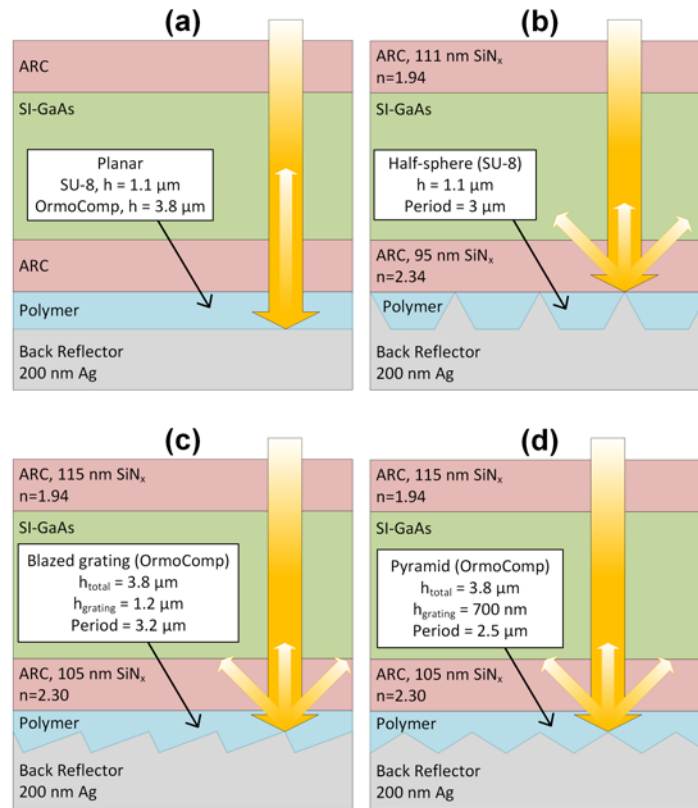 (a)
ARC
SI-GaAs
Planar
SU-8, h = 1.1 µm
OrmoComp, h = 3.8 µm
ARC
Polymer
Back Reflector
200 nm Ag
(b)
ARC, 111 nm SiNₓ
n=1.94
SI-GaAs
Half-sphere (SU-8)
h = 1.1 µm
Period = 3 µm
ARC, 95 nm SiNₓ
n=2.34
Polymer
Back Reflector
200 nm Ag
(c)
ARC, 115 nm SiNₓ
n=1.94
SI-GaAs
Blazed grating (OrmoComp)
h_total = 3.8 µm
h_grating = 1.2 µm
Period = 3.2 µm
ARC, 105 nm SiNₓ
n=2.30
Polymer
Back Reflector
200 nm Ag
(d)
ARC, 115 nm SiNₓ
n=1.94
SI-GaAs
Pyramid (OrmoComp)
h_total = 3.8 µm
h_grating = 700 nm
Period = 2.5 µm
ARC, 105 nm SiNₓ
n=2.30
Polymer
Back Reflector
200 nm Ag